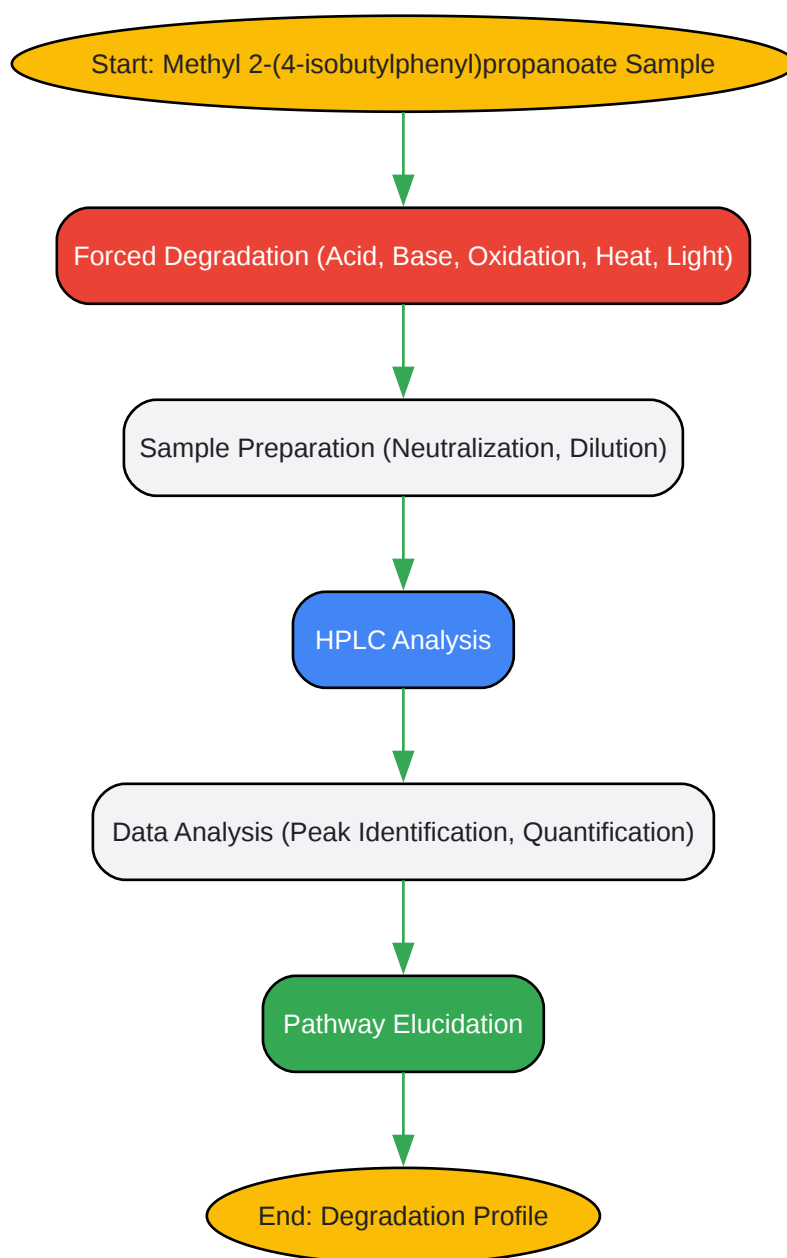 Start: Methyl 2-(4-isobutylphenyl)propanoate Sample
Forced Degradation (Acid, Base, Oxidation, Heat, Light)
Sample Preparation (Neutralization, Dilution)
HPLC Analysis
Data Analysis (Peak Identification, Quantification)
Pathway Elucidation
End: Degradation Profile